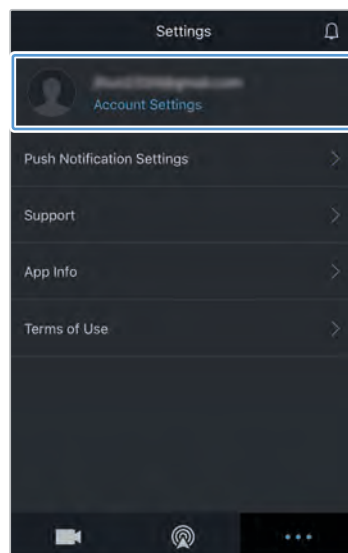 Settings
Account Settings
Push Notification Settings
Support
App Info
Terms of Use